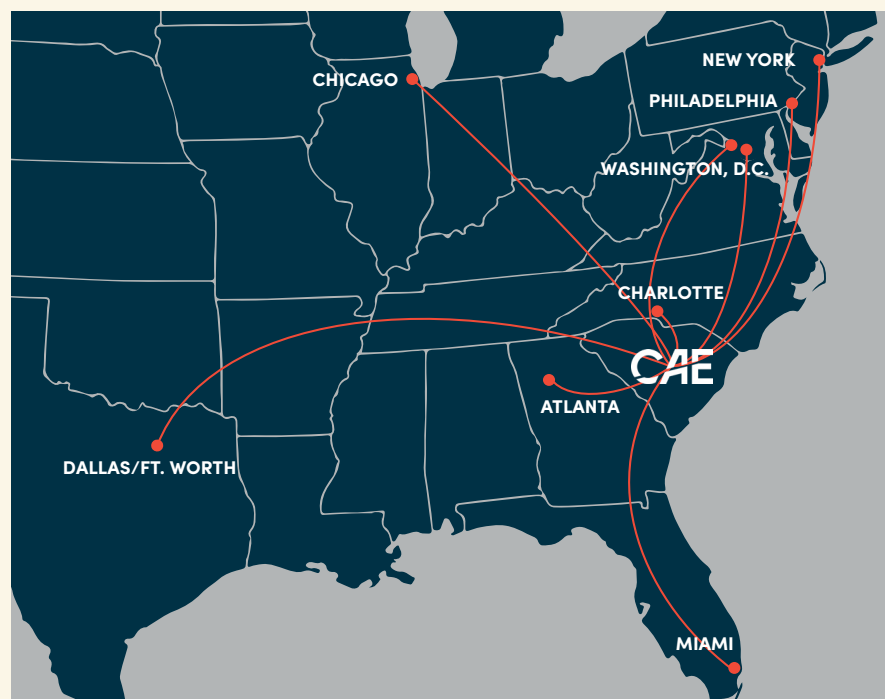 NEW YORK
CHICAGO
PHILADELPHIA
WASHINGTON, D.C.
CHARLOTTE
CAE
ATLANTA
DALLAS/FT. WORTH
MIAMI